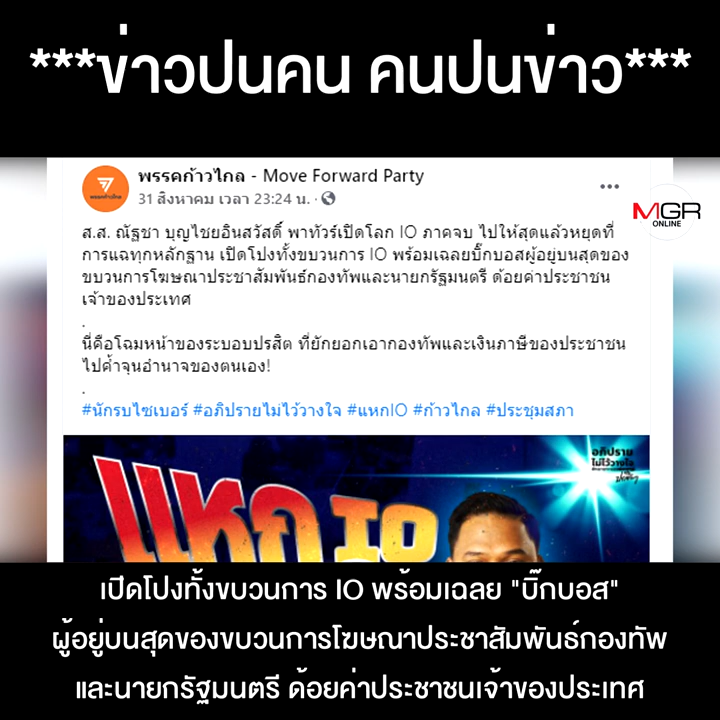 ***ข่าวปนคน คนปนข่าว***
พรรคก้าวไกล - Move Forward Party
31 สิงหาคม เวลา 23:24 น. ·
พรรคก้าวไกล
MGR
ONLINE
ส.ส. ณัฐชา บุญไชยอินสวัสดิ์ พาทัวร์เปิดโลก IO ภาคจบ ไปให้สุดแล้วหยุดที่
การแฉทุกหลักฐาน เปิดโปงทั้งขบวนการ IO พร้อมเฉลยบิ๊กบอสผู้อยู่บนสุดของ
ขบวนการโฆษณาประชาสัมพันธ์กองทัพและนายกรัฐมนตรี ด้อยค่าประชาชน
เจ้าของประเทศ
.
นี่คือโฉมหน้าของระบอบปรสิต ที่ยักยอกเอากองทัพและเงินภาษีของประชาชน
ไปค้ำจุนอำนาจของตนเอง!
.
#นักรบไซเบอร์ #อภิปรายไม่ไว้วางใจ #แหกIO #ก้าวไกล #ประชุมสภา
แหก IO
อภิปราย
ไม่ไว้วางใจ
เปิดโปงทั้งขบวนการ IO พร้อมเฉลย "บิ๊กบอส"
ผู้อยู่บนสุดของขบวนการโฆษณาประชาสัมพันธ์กองทัพ
และนายกรัฐมนตรี ด้อยค่าประชาชนเจ้าของประเทศ